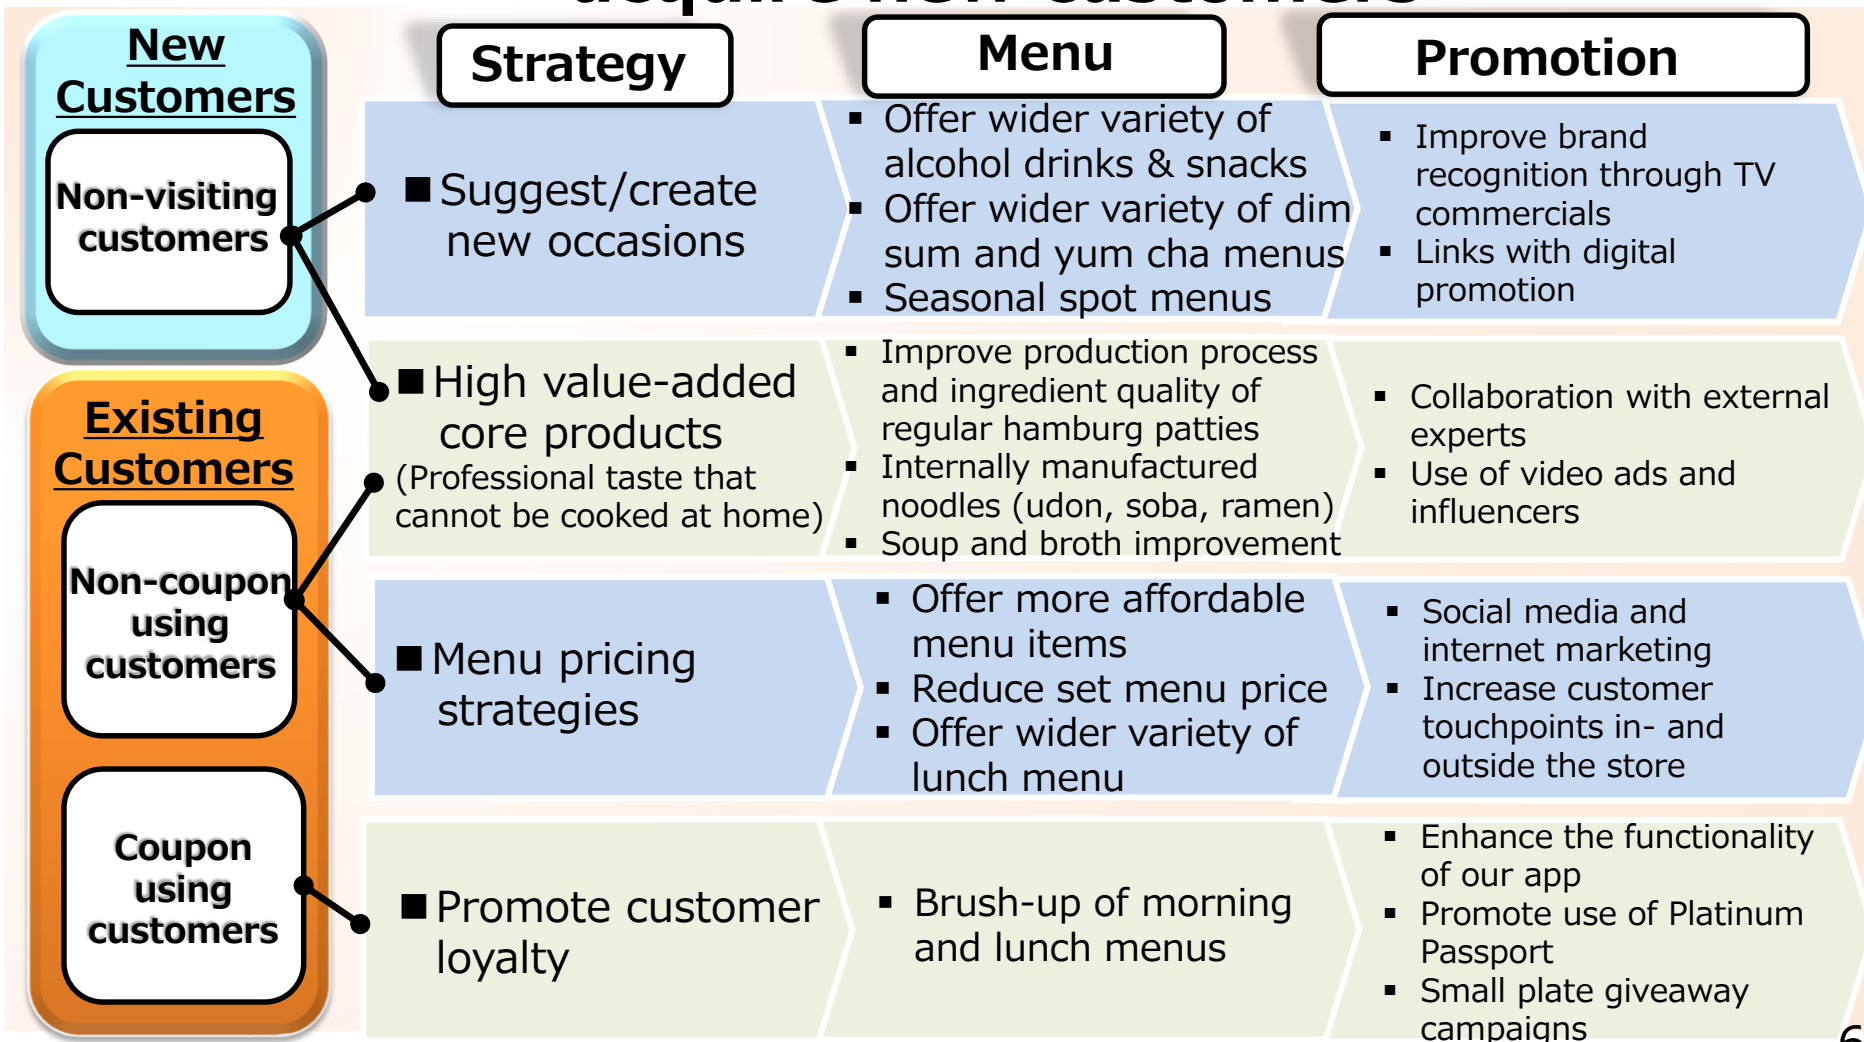 acquire non-customers
New
Customers
Non-visiting
customers
Existing
Customers
Non-coupon
using
customers
Coupon
using
customers
Strategy
Menu
Promotion
■Suggest/create
new occasions
▪ Offer wider variety of
alcohol drinks & snacks
▪ Offer wider variety of dim
sum and yum cha menus
▪ Seasonal spot menus
▪ Improve brand
recognition through TV
commercials
▪ Links with digital
promotion
■High value-added
core products
(Professional taste that
cannot be cooked at home)
▪ Improve production process
and ingredient quality of
regular hamburg patties
▪ Internally manufactured
noodles (udon, soba, ramen)
▪ Soup and broth improvement
▪ Collaboration with external
experts
▪ Use of video ads and
influencers
■Menu pricing
strategies
▪ Offer more affordable
menu items
▪ Reduce set menu price
▪ Offer wider variety of
lunch menu
▪ Social media and
internet marketing
▪ Increase customer
touchpoints in- and
outside the store
■Promote customer
loyalty
▪ Brush-up of morning
and lunch menus
▪ Enhance the functionality
of our app
▪ Promote use of Platinum
Passport
▪ Small plate giveaway
campaigns
6